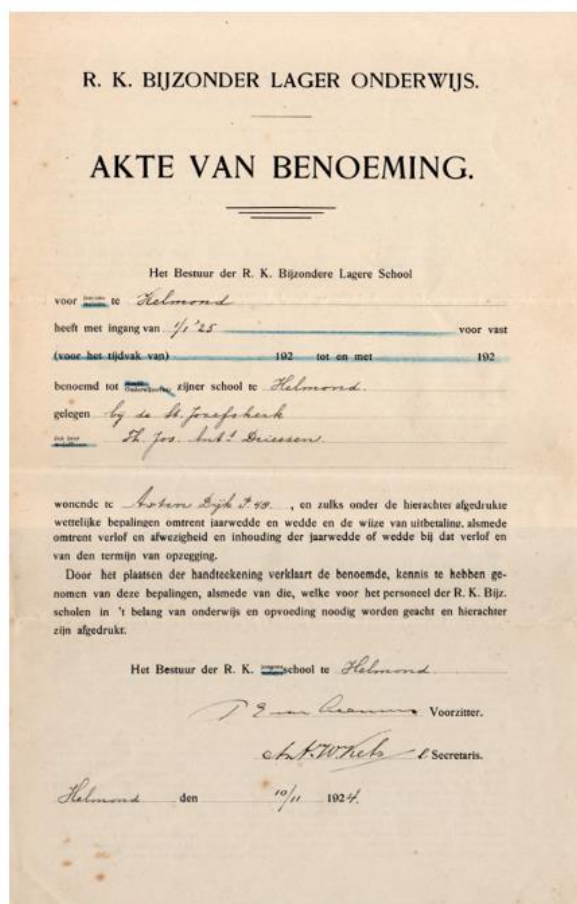 R. K. BIJZONDER LAGER ONDERWIJS.
AKTE VAN BENOEMING.
Het Bestuur der R. K. Bijzondere Lagere School
voor te Helmond
heeft met ingang van 1/1 '25 voor vast
(voor het tijdvak van) 192 tot en met 192
benoemd tot zijner school te Helmond.
gelegen bij de St. Jozefskerk
Th. Jos. Ant. Driessen.
wonende te Asten Dijk, en zulks onder de hierachter afgedrukte
wettelijke bepalingen omtrent jaarwedde en wedde en de wijze van uitbetaling, alsmede
omtrent verlof en afwezigheid en inhouding der jaarwedde of wedde bij dat verlof en
van den termijn van opzegging.
Door het plaatsen der handteekening verklaart de benoemde, kennis te hebben ge-
nomen van deze bepalingen, alsmede van die, welke voor het personeel der R. K. Bijz.
scholen in 't belang van onderwijs en opvoeding noodig worden geacht en hierachter
zijn afgedrukt.
Het Bestuur der R. K. school te Helmond
Voorzitter.
Secretaris.
Helmond den 10/11 1924.